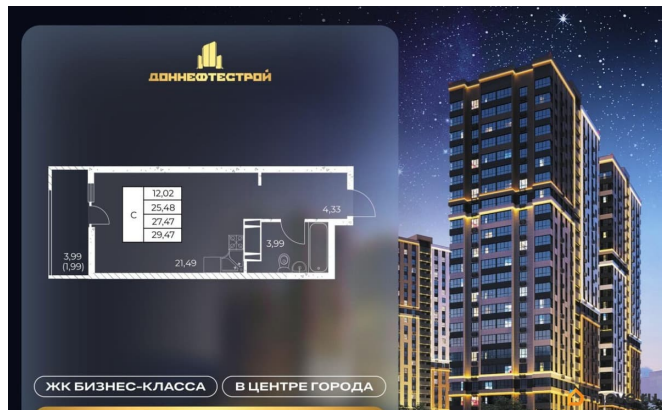 ДОННЕФТЕСТРОЙ
С
12,02
25,48
27,47
29,47
4,33
3,99
3,99
(1,99)
21,49
ЖК БИЗНЕС-КЛАССА
В ЦЕНТРЕ ГОРОДА